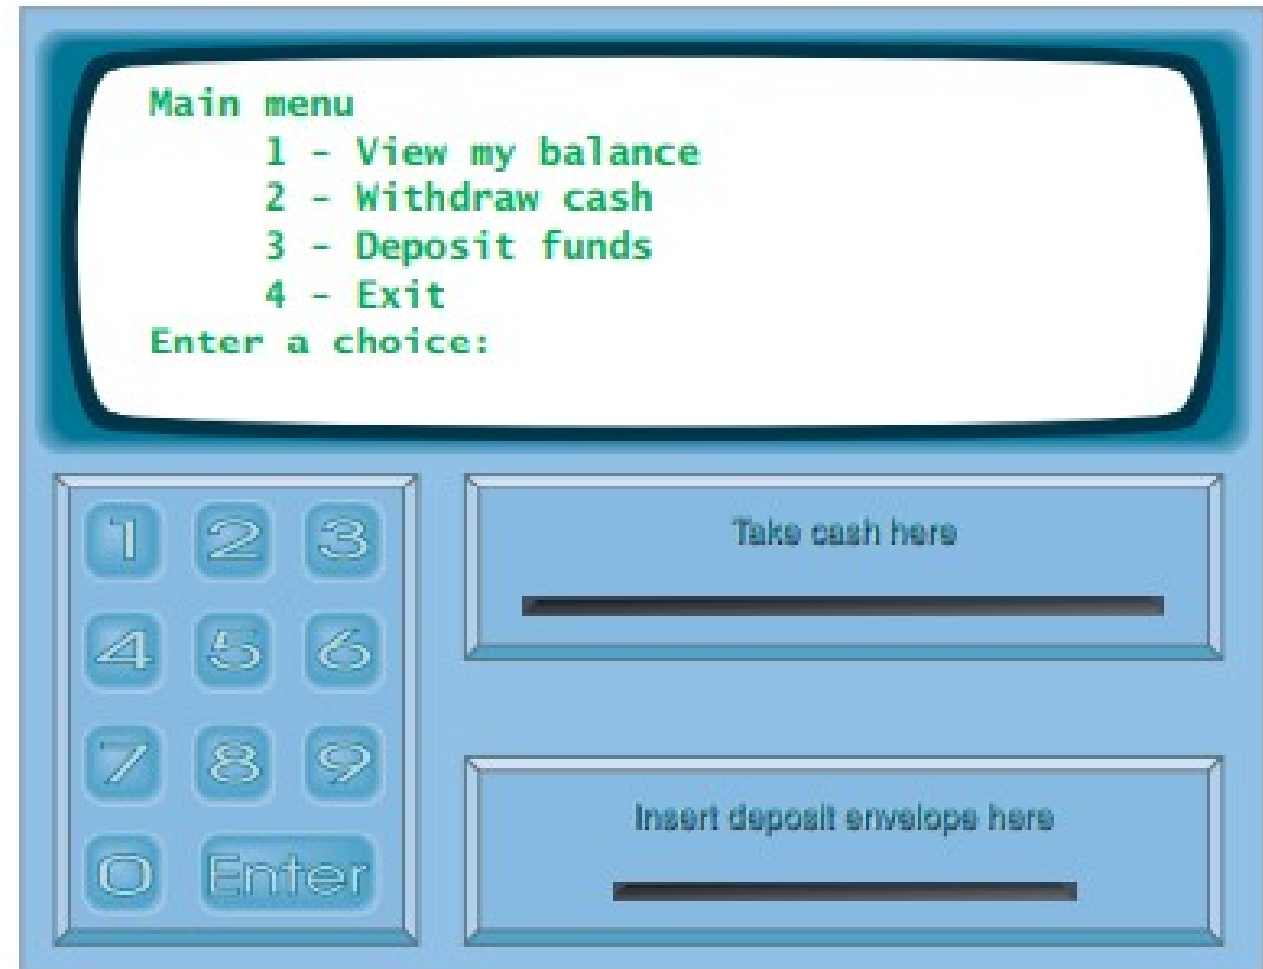 Main menu
1 - View my balance
2 - Withdraw cash
3 - Deposit funds
4 - Exit
Enter a choice:
1 2 3
4 5 6
7 8 9
0 Enter
Take cash here
Insert deposit envelope here